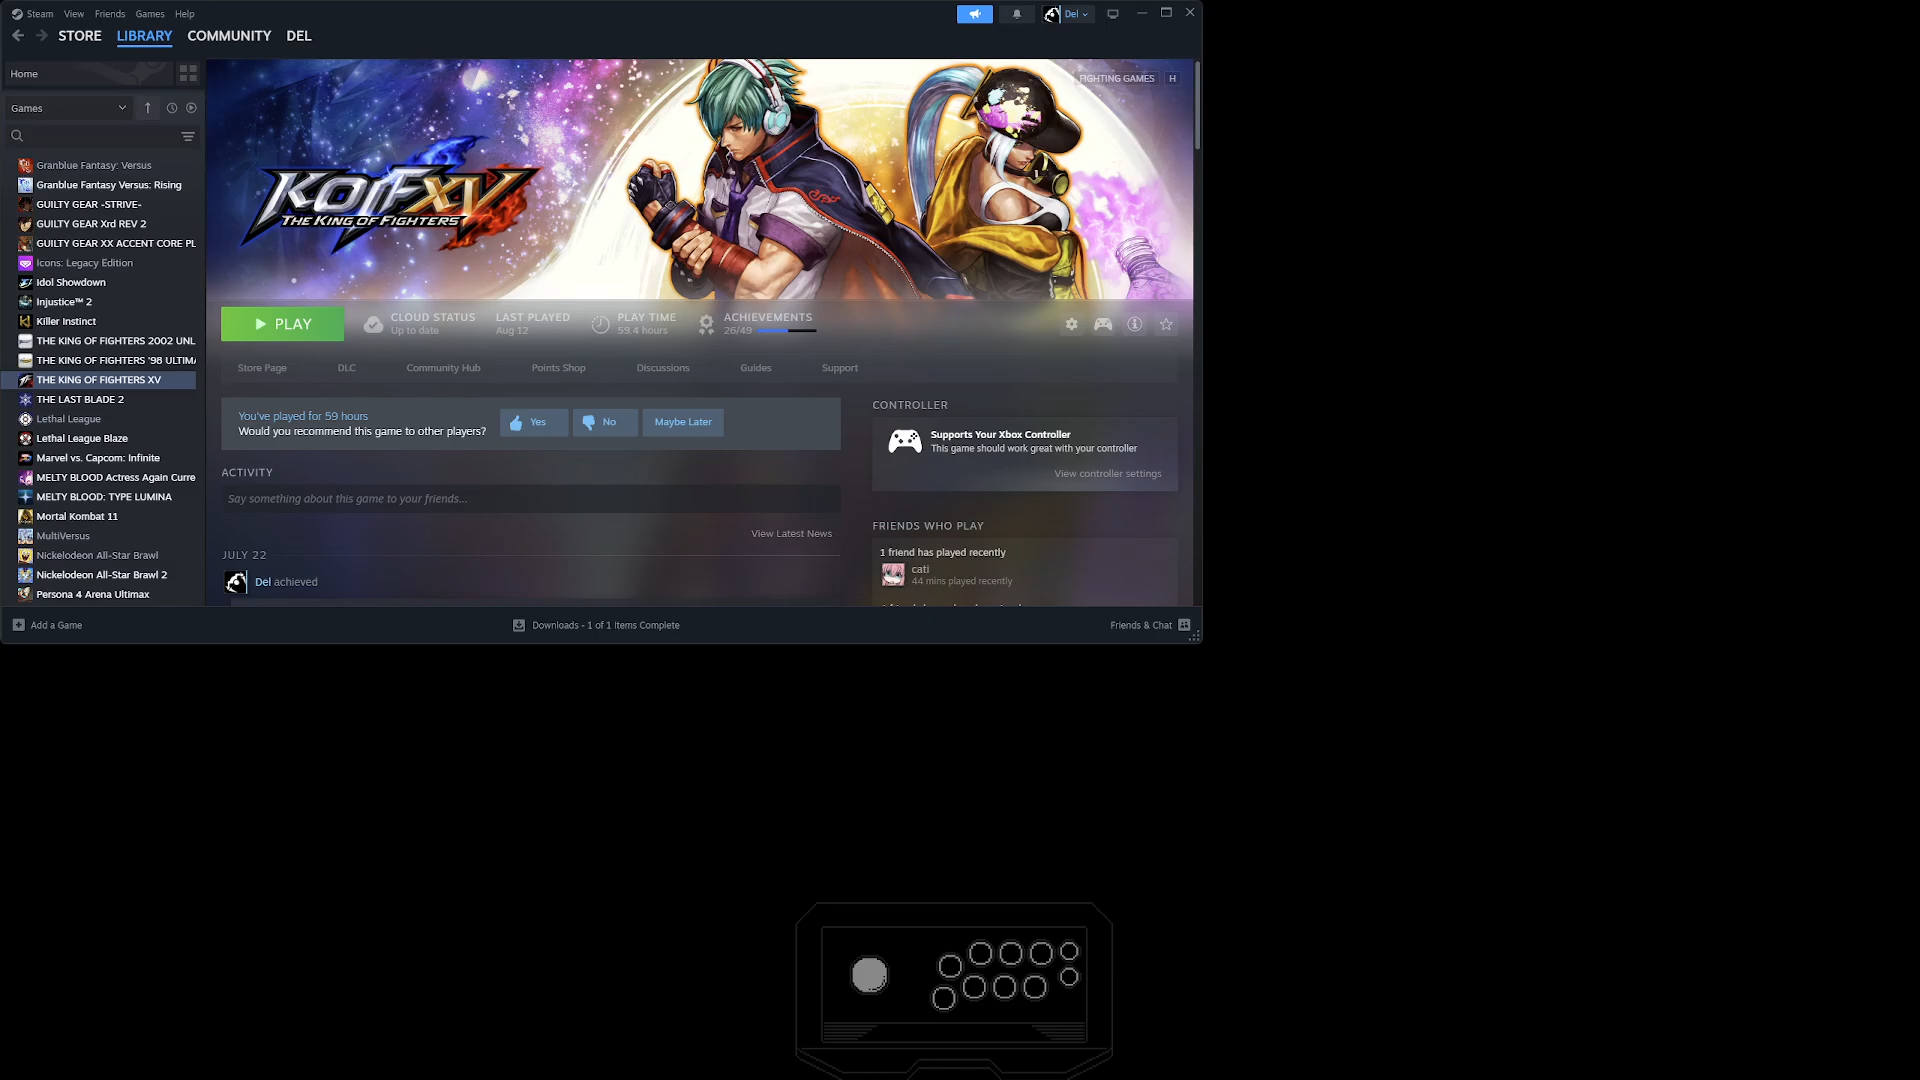 Steam View Friends Games Help
Del
STORE LIBRARY COMMUNITY DEL
Home
Games
Granblue Fantasy: Versus
Granblue Fantasy Versus: Rising
GUILTY GEAR -STRIVE-
GUILTY GEAR Xrd REV 2
GUILTY GEAR XX ACCENT CORE PL
Icons: Legacy Edition
Idol Showdown
Injustice™ 2
Killer Instinct
THE KING OF FIGHTERS 2002 UNL
THE KING OF FIGHTERS '98 ULTIMA
THE KING OF FIGHTERS XV
THE LAST BLADE 2
Lethal League
Lethal League Blaze
Marvel vs. Capcom: Infinite
MELTY BLOOD Actress Again Curre
MELTY BLOOD: TYPE LUMINA
Mortal Kombat 11
MultiVersus
Nickelodeon All-Star Brawl
Nickelodeon All-Star Brawl 2
Persona 4 Arena Ultimax
FIGHTING GAMES H
KOFXV
THE KING OF FIGHTERS
PLAY
CLOUD STATUS
Up to date
LAST PLAYED
Aug 12
PLAY TIME
59.4 hours
ACHIEVEMENTS
26/49
Store Page DLC Community Hub Points Shop Discussions Guides Support
You've played for 59 hours
Would you recommend this game to other players?
Yes No Maybe Later
ACTIVITY
Say something about this game to your friends...
View Latest News
JULY 22
Del achieved
CONTROLLER
Supports Your Xbox Controller
This game should work great with your controller
View controller settings
FRIENDS WHO PLAY
1 friend has played recently
cati
44 mins played recently
Add a Game
Downloads - 1 of 1 Items Complete
Friends & Chat